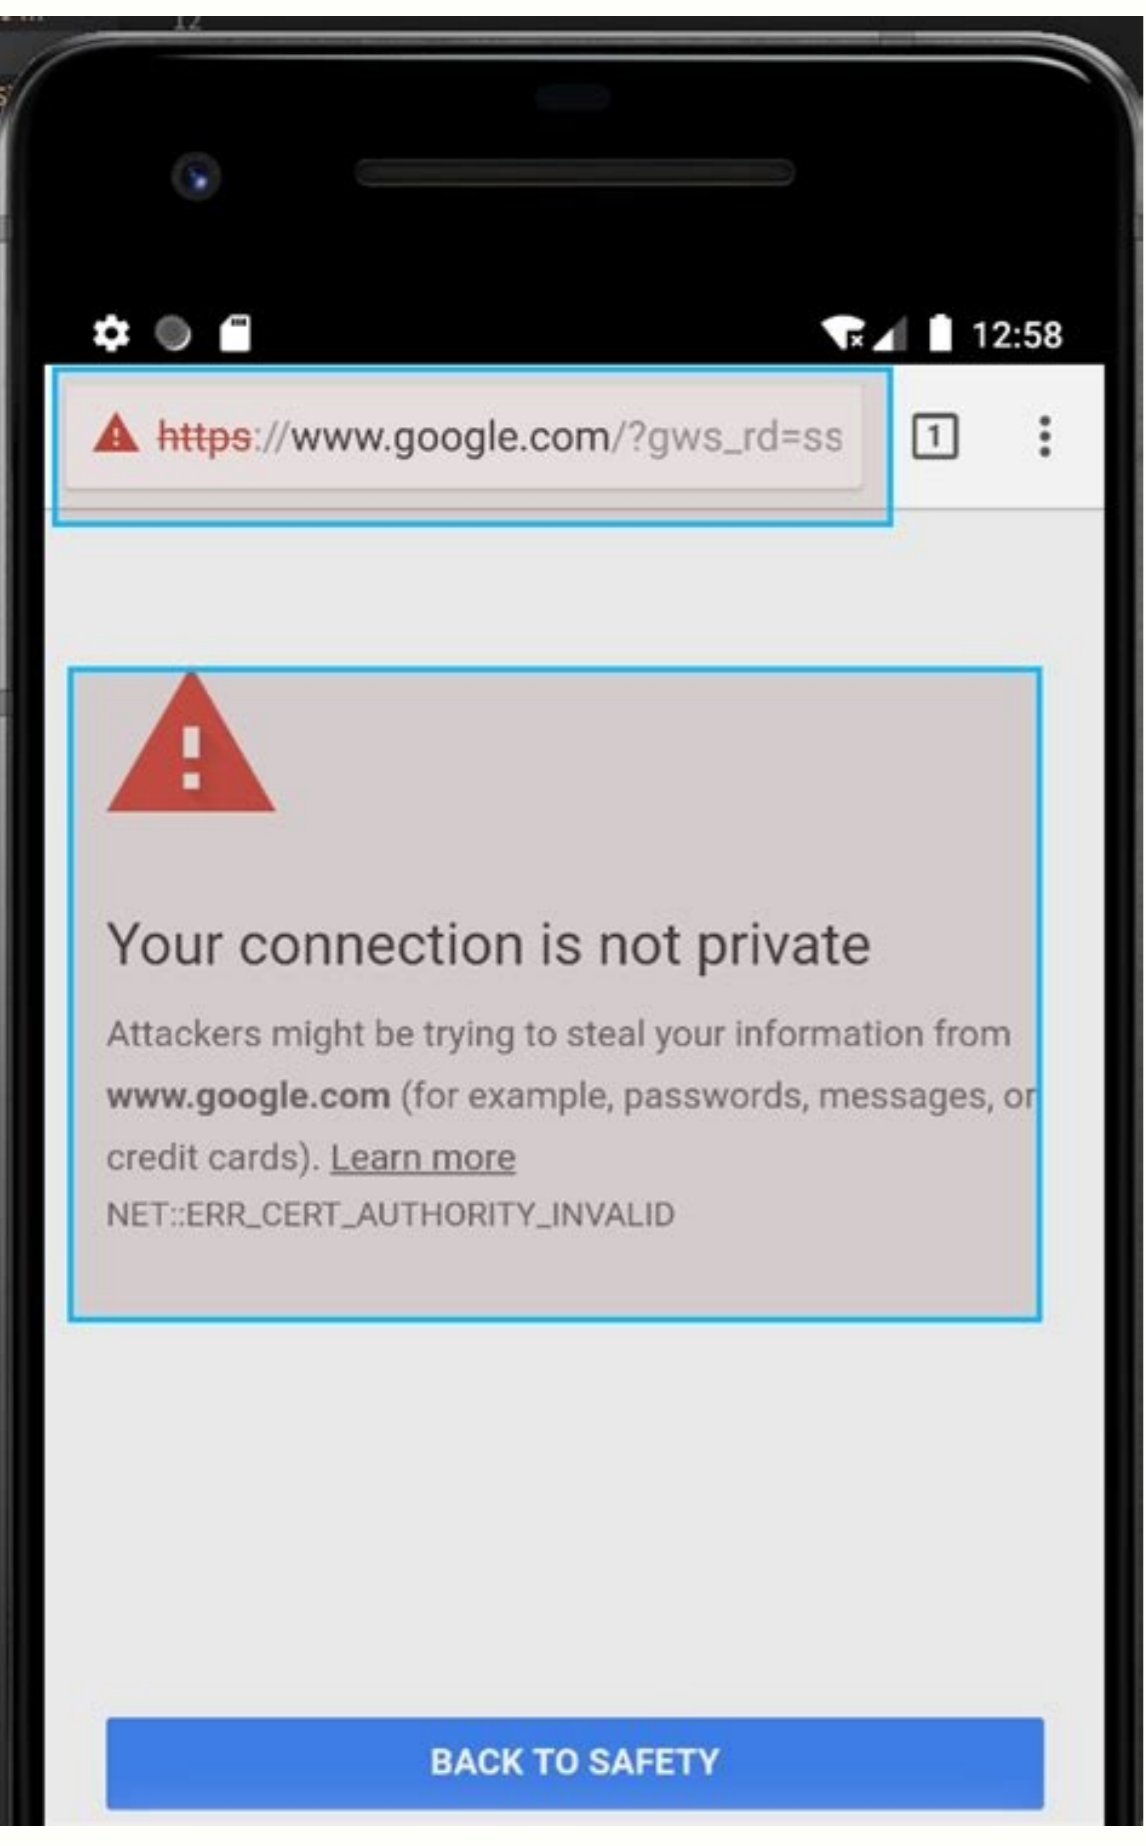 12
12:58
https://www.google.com/?gws_rd=ss
1
Your connection is not private
Attackers might be trying to steal your information from
www.google.com (for example, passwords, messages, or
credit cards). Learn more
NET::ERR_CERT_AUTHORITY_INVALID
BACK TO SAFETY